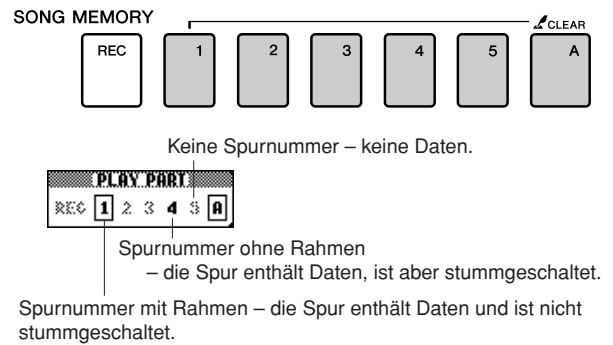 SONG MEMORY
CLEAR
REC 1 2 3 4 5 A
Keine Spurnummer – keine Daten.
PLAY PART
REC 1 2 3 4 5 A
Spurnummer ohne Rahmen
– die Spur enthält Daten, ist aber stummgeschaltet.
Spurnummer mit Rahmen – die Spur enthält Daten und ist nicht
stummgeschaltet.